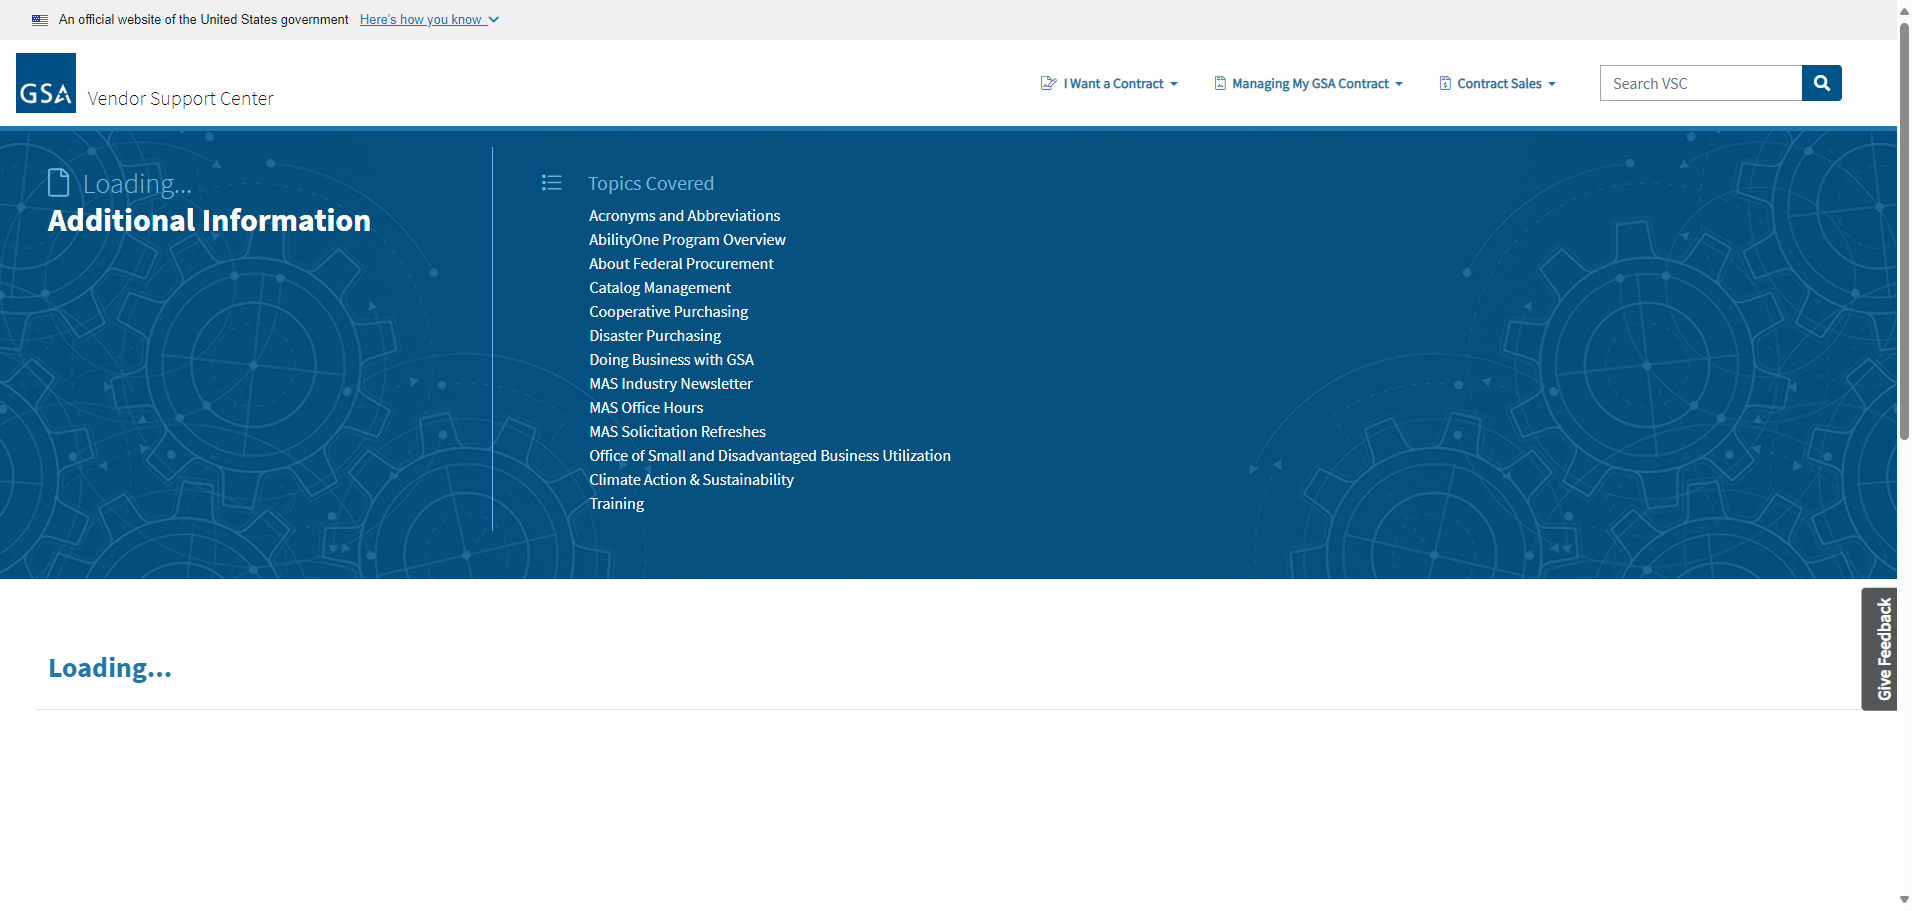 An official website of the United States government Here's how you know
GSA Vendor Support Center
I Want a Contract Managing My GSA Contract Contract Sales Search VSC
Loading...
Additional Information
Topics Covered
Acronyms and Abbreviations
AbilityOne Program Overview
About Federal Procurement
Catalog Management
Cooperative Purchasing
Disaster Purchasing
Doing Business with GSA
MAS Industry Newsletter
MAS Office Hours
MAS Solicitation Refreshes
Office of Small and Disadvantaged Business Utilization
Climate Action & Sustainability
Training
Give Feedback
Loading...